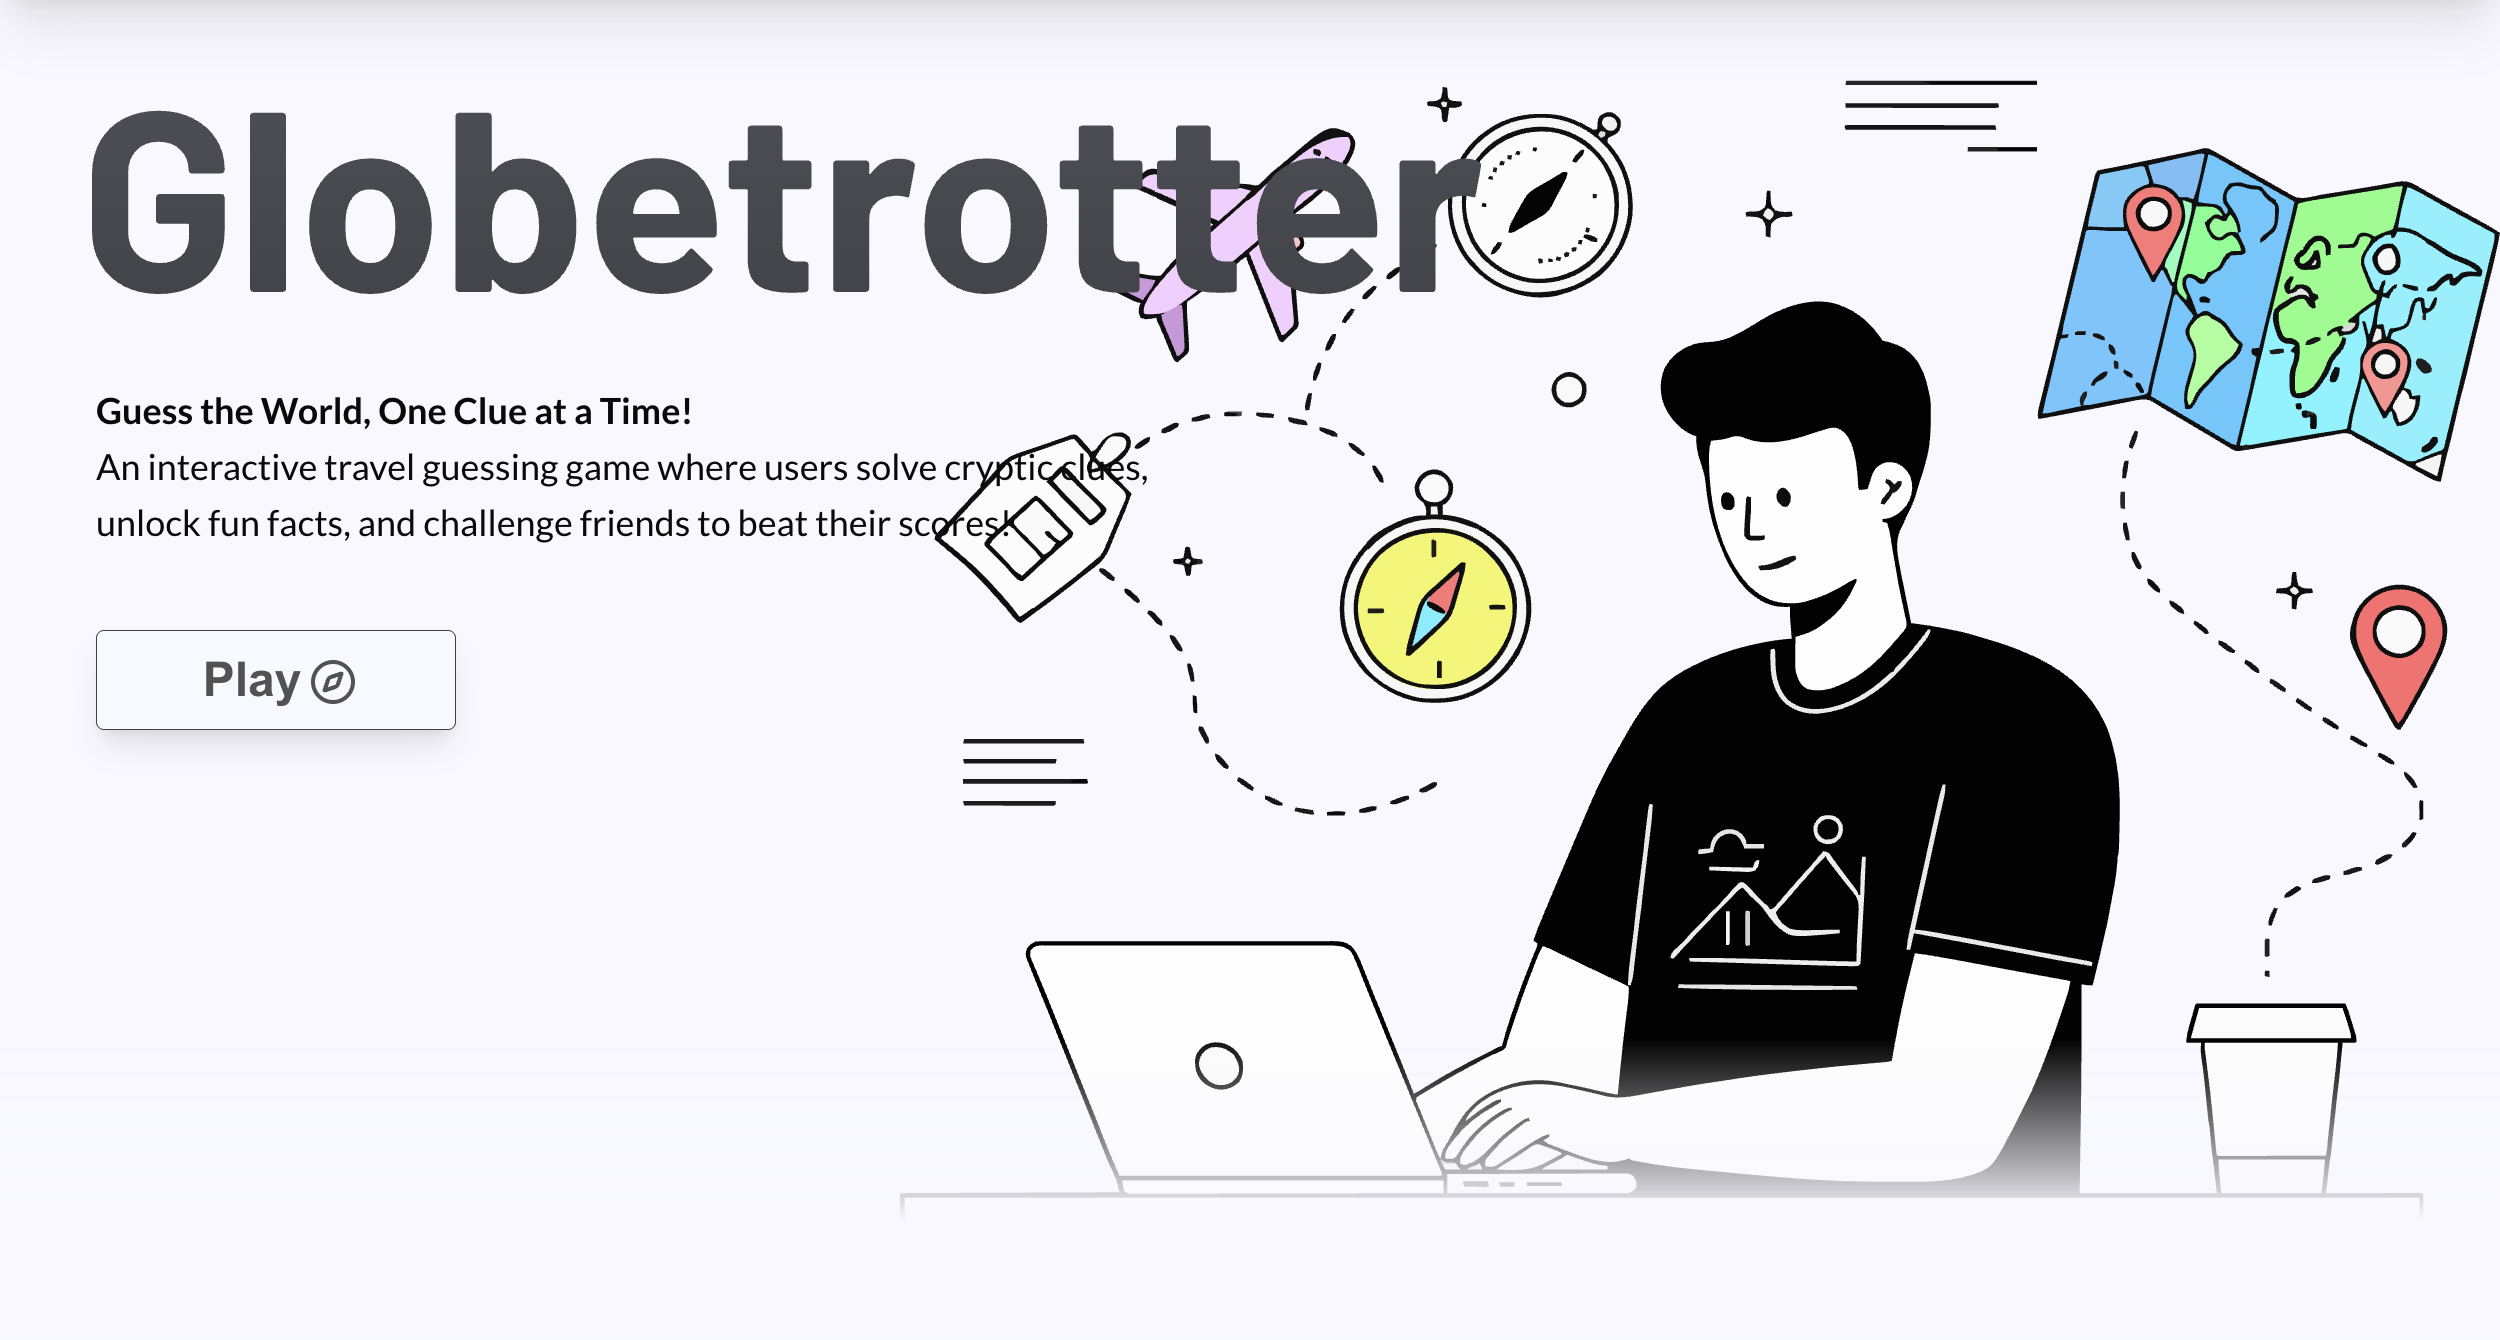 Globetrotter
Guess the World, One Clue at a Time!
An interactive travel guessing game where users solve cryptic clues,
unlock fun facts, and challenge friends to beat their scores!
Play